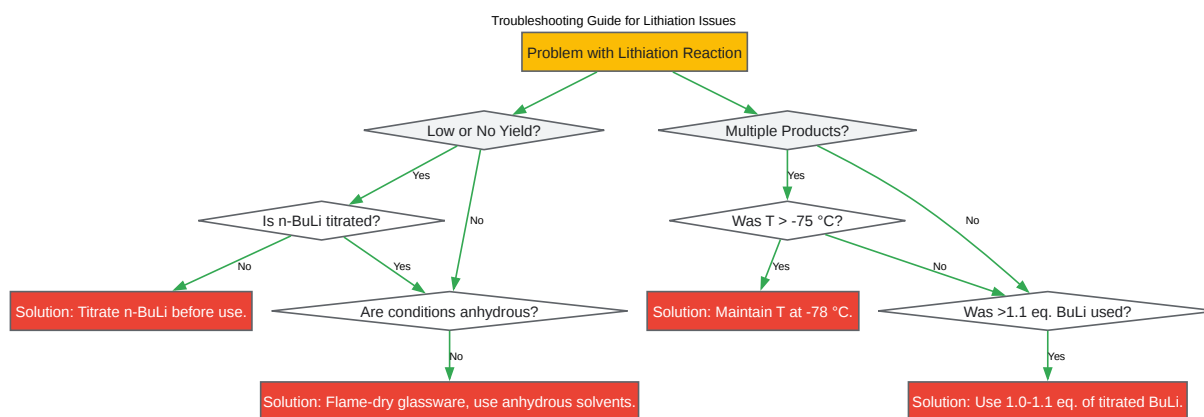 Troubleshooting Guide for Lithiation Issues
Problem with Lithiation Reaction
Low or No Yield?
Multiple Products?
Yes
Yes
No
No
Is n-BuLi titrated?
Was T > -75 °C?
No
Yes
Yes
No
Solution: Titrate n-BuLi before use.
Are conditions anhydrous?
Solution: Maintain T at -78 °C.
Was >1.1 eq. BuLi used?
No
Yes
Solution: Flame-dry glassware, use anhydrous solvents.
Solution: Use 1.0-1.1 eq. of titrated BuLi.